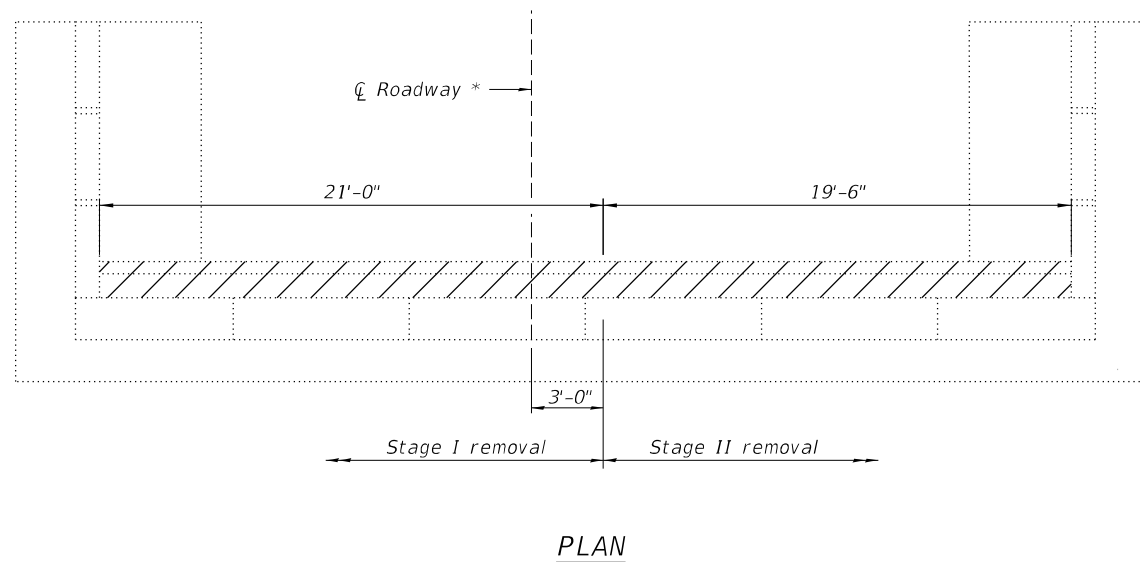 ℄ Roadway *
21'-0" 19'-6"
3'-0"
Stage I removal Stage II removal
PLAN